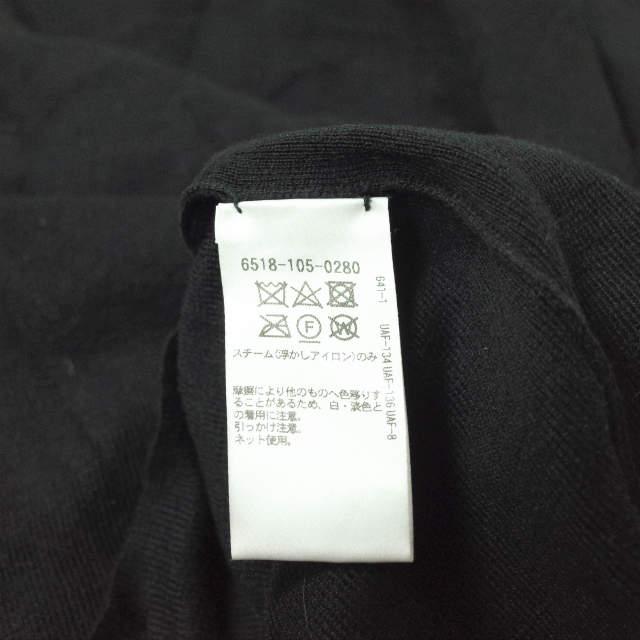 6518-105-0280
F W
スチーム(浮かしアイロン)のみ
摩擦により他のものへ色移りす
ることがあるため、白・淡色と
の着用に注意。
引っかけ注意。
ネット使用。
641-1
UAF-134 UAF-139 UAF-8